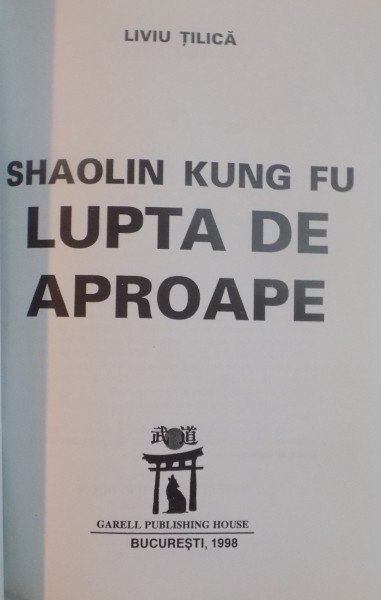 LIVIU ȚILICĂ
SHAOLIN KUNG FU
LUPTA DE
APROAPE
武道
GARELL PUBLISHING HOUSE
BUCUREȘTI, 1998